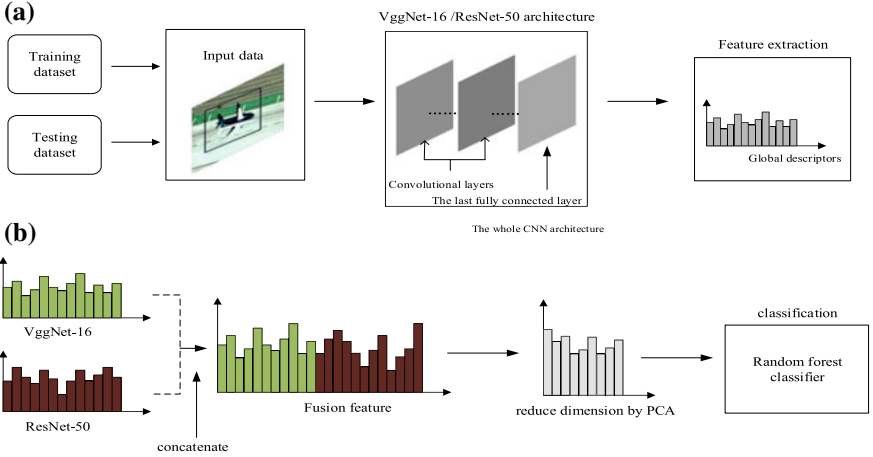 (a)
VggNet-16 /ResNet-50 architecture
Training
dataset
Testing
dataset
Input data
Convolutional layers
The last fully connected layer
The whole CNN architecture
Feature extraction
Global descriptors
(b)
VggNet-16
ResNet-50
concatenate
Fusion feature
reduce dimension by PCA
classification
Random forest
classifier